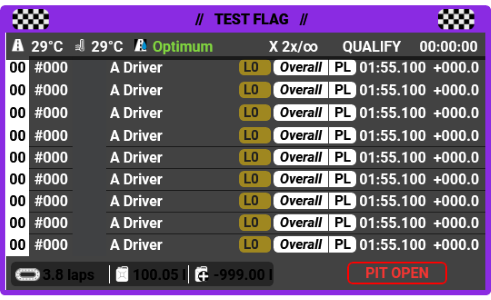 // TEST FLAG //
29°C 29°C Optimum X 2x/∞ QUALIFY 00:00:00
00 #000 A Driver L0 Overall PL 01:55.100 +000.0
00 #000 A Driver L0 Overall PL 01:55.100 +000.0
00 #000 A Driver L0 Overall PL 01:55.100 +000.0
00 #000 A Driver L0 Overall PL 01:55.100 +000.0
00 #000 A Driver L0 Overall PL 01:55.100 +000.0
00 #000 A Driver L0 Overall PL 01:55.100 +000.0
00 #000 A Driver L0 Overall PL 01:55.100 +000.0
00 #000 A Driver L0 Overall PL 01:55.100 +000.0
00 #000 A Driver L0 Overall PL 01:55.100 +000.0
3.8 laps 100.05 l -999.00 l PIT OPEN